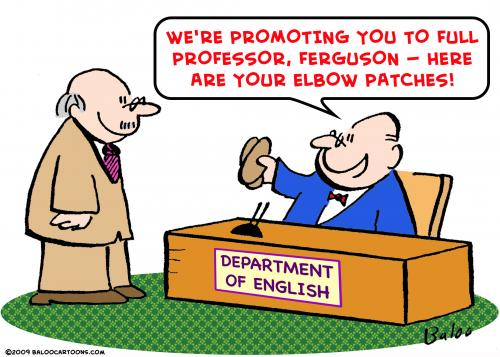 WE'RE PROMOTING YOU TO FULL
PROFESSOR, FERGUSON – HERE
ARE YOUR ELBOW PATCHES!
DEPARTMENT
OF ENGLISH
Baloo
©2009 BALOOCARTOONS.COM